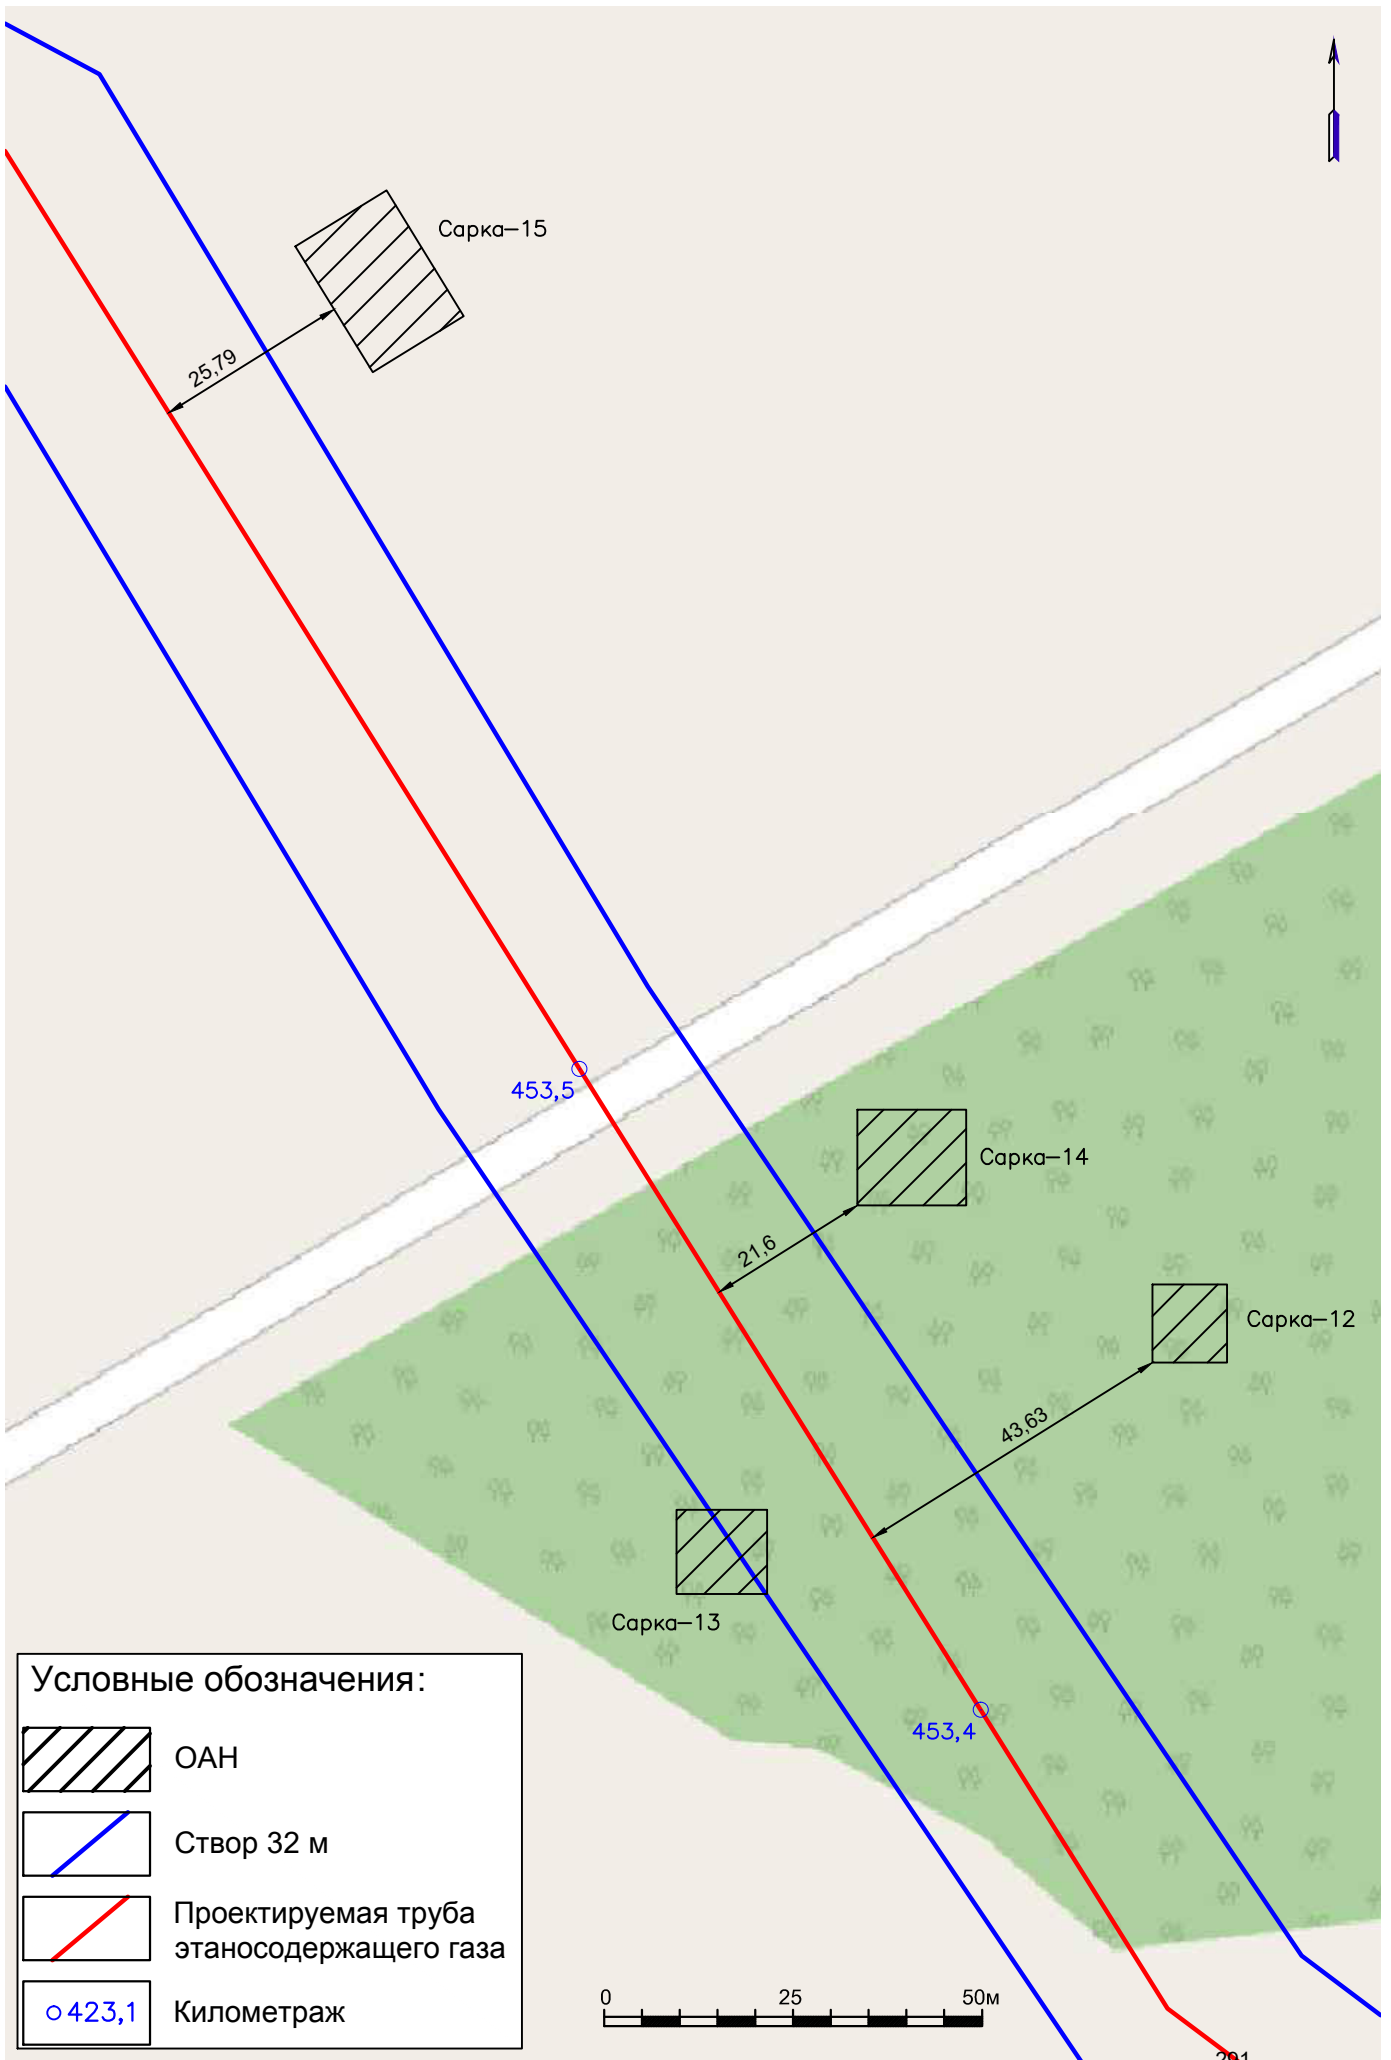 Сарка-15
25,79
453,5
Сарка-14
21,6
Сарка-12
43,63
Сарка-13
453,4
Условные обозначения:
ОАН
Створ 32 м
Проектируемая труба
этаносодержащего газа
423,1 Километраж
0 25 50м
291